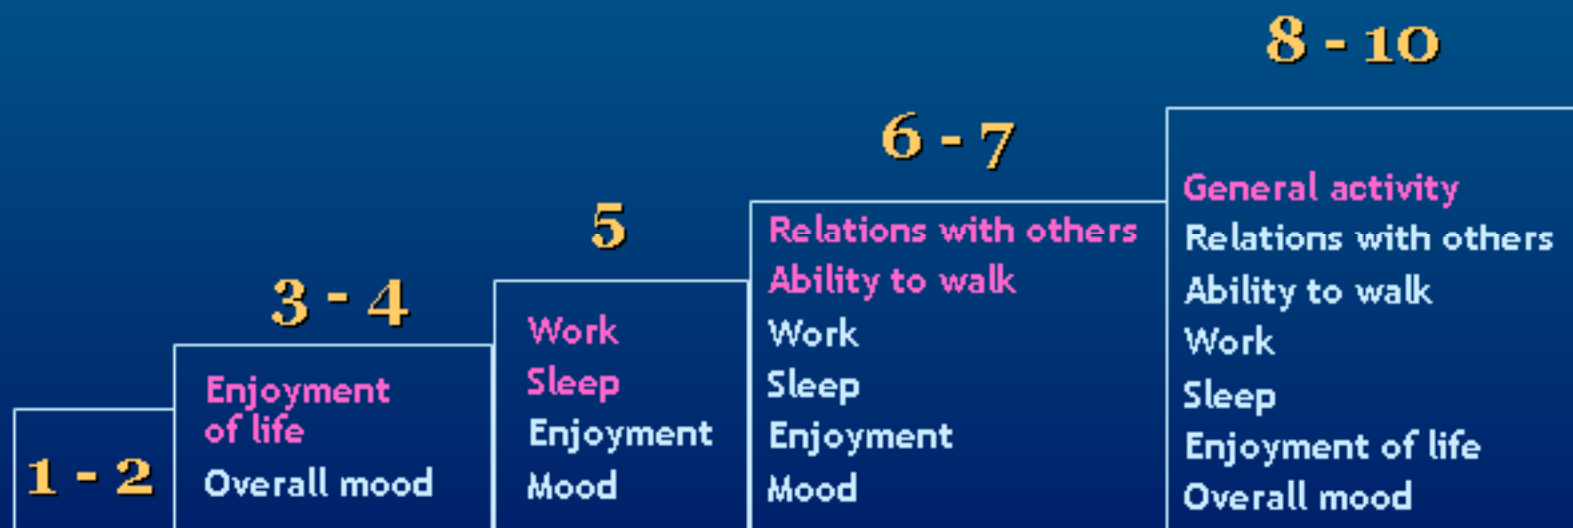 1 - 2
3 - 4
Enjoyment
of life
Overall mood
5
Work
Sleep
Enjoyment
Mood
6 - 7
Relations with others
Ability to walk
Work
Sleep
Enjoyment
Mood
8 - 10
General activity
Relations with others
Ability to walk
Work
Sleep
Enjoyment of life
Overall mood